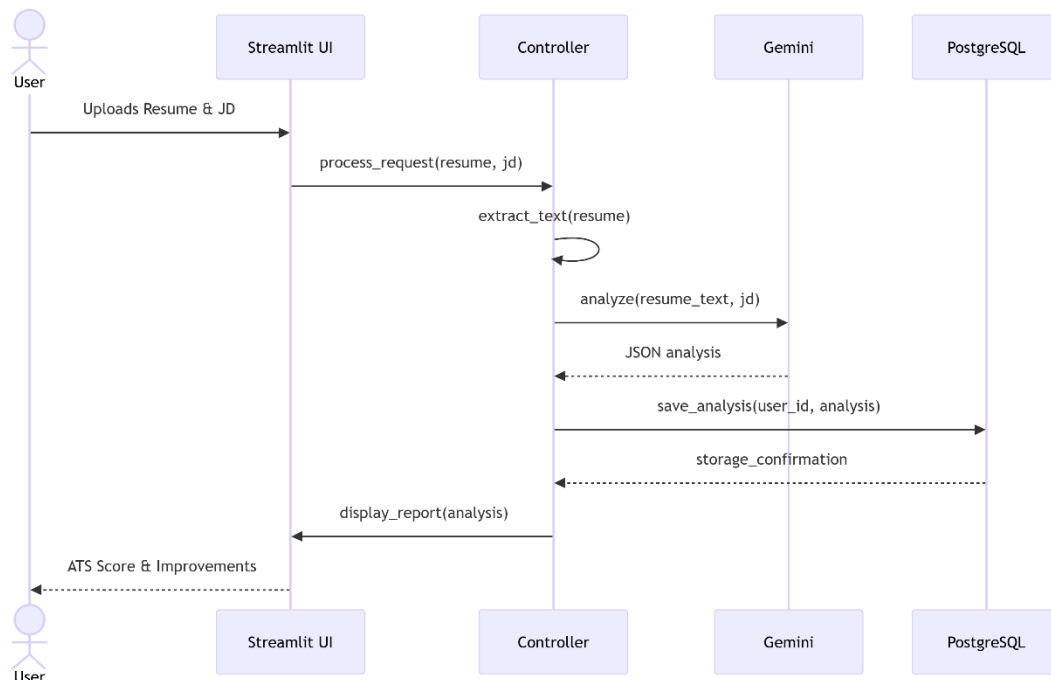 Streamlit UI
Controller
Gemini
PostgreSQL
User
Uploads Resume & JD
process_request(resume, jd)
extract_text(resume)
analyze(resume_text, jd)
JSON analysis
save_analysis(user_id, analysis)
storage_confirmation
display_report(analysis)
ATS Score & Improvements
Streamlit UI
Controller
Gemini
PostgreSQL
User